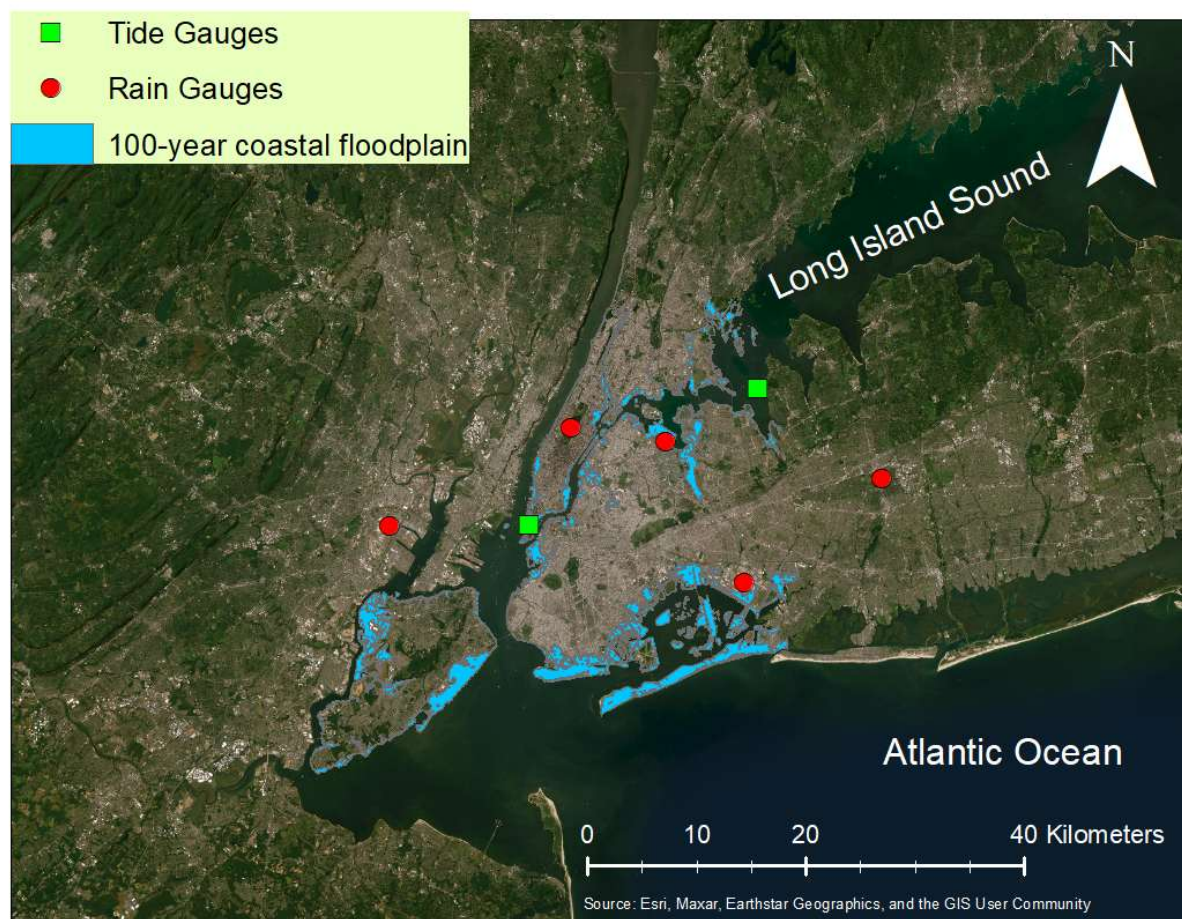 Tide Gauges
Rain Gauges
100-year coastal floodplain
N
Long Island Sound
Atlantic Ocean
0 10 20 40 Kilometers
Source: Esri, Maxar, Earthstar Geographics, and the GIS User Community